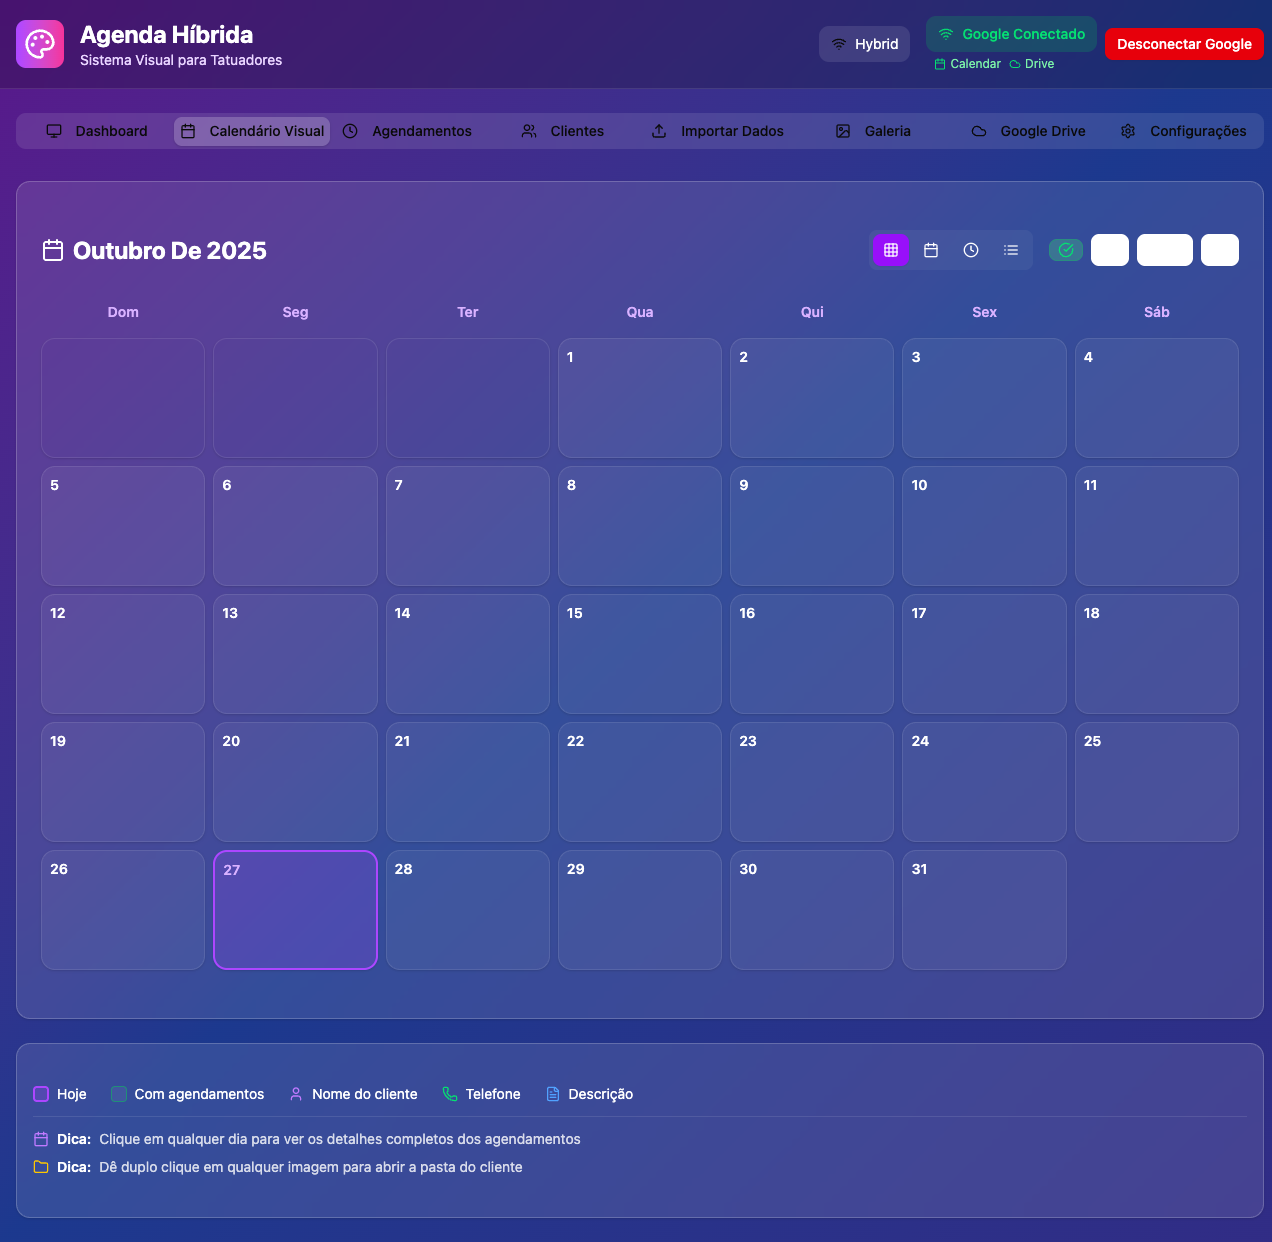 Agenda Híbrida
Sistema Visual para Tatuadores
Hybrid
Google Conectado
Calendar Drive
Desconectar Google
Dashboard Calendário Visual Agendamentos Clientes Importar Dados Galeria Google Drive Configurações
Outubro De 2025
Dom Seg Ter Qua Qui Sex Sáb
1 2 3 4
5 6 7 8 9 10 11
12 13 14 15 16 17 18
19 20 21 22 23 24 25
26 27 28 29 30 31
Hoje Com agendamentos Nome do cliente Telefone Descrição
Dica: Clique em qualquer dia para ver os detalhes completos dos agendamentos
Dica: Dê duplo clique em qualquer imagem para abrir a pasta do cliente